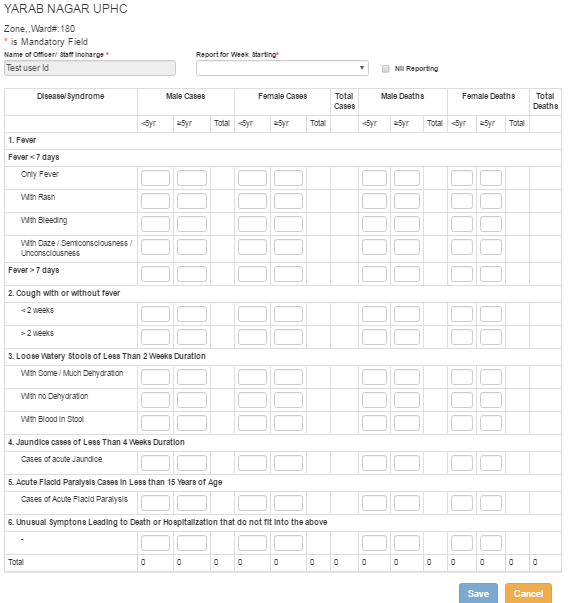 YARAB NAGAR UPHC
Zone,,Ward#:180
* is Mandatory Field
Name of Officer/ Staff Incharge *
Report for Week Starting*
Test user Id
Nil Reporting
Disease/Syndrome Male Cases Female Cases Total Cases Male Deaths Female Deaths Total Deaths
<5yr ≥5yr Total <5yr ≥5yr Total <5yr ≥5yr Total <5yr ≥5yr Total
1. Fever
Fever < 7 days
Only Fever
With Rash
With Bleeding
With Daze / Semiconsciousness /
Unconsciousness
Fever > 7 days
2. Cough with or without fever
< 2 weeks
> 2 weeks
3. Loose Watery Stools of Less Than 2 Weeks Duration
With Some / Much Dehydration
With no Dehydration
With Blood in Stool
4. Jaundice cases of Less Than 4 Weeks Duration
Cases of acute Jaundice
5. Acute Flacid Paralysis Cases in Less than 15 Years of Age
Cases of Acute Flacid Paralysis
6. Unusual Symptons Leading to Death or Hospitalization that do not fit into the above
-
Total 0 0 0 0 0 0 0 0 0 0 0 0 0 0
Save Cancel